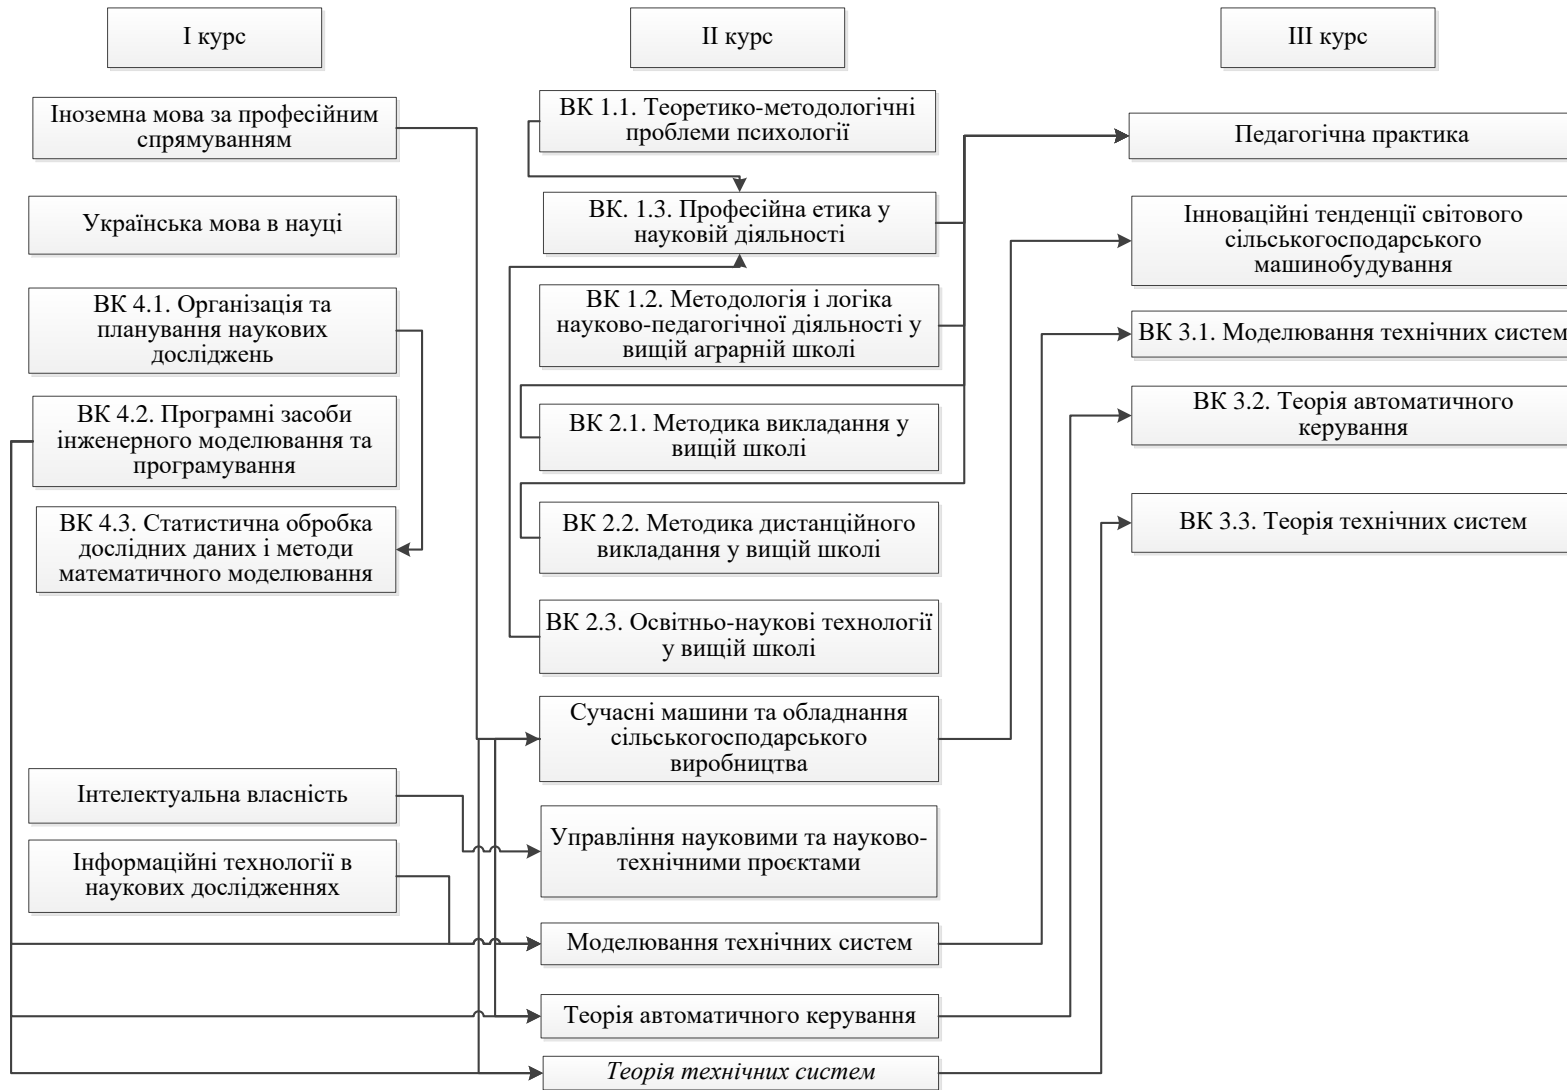 І курс
ІІ курс
ІІІ курс
Іноземна мова за професійним
спрямуванням
Українська мова в науці
ВК 4.1. Організація та
планування наукових
досліджень
ВК 4.2. Програмні засоби
інженерного моделювання та
програмування
ВК 4.3. Статистична обробка
дослідних даних і методи
математичного моделювання
Інтелектуальна власність
Інформаційні технології в
наукових дослідженнях
ВК 1.1. Теоретико-методологічні
проблеми психології
ВК. 1.3. Професійна етика у
науковій діяльності
ВК 1.2. Методологія і логіка
науково-педагогічної діяльності у
вищій аграрній школі
ВК 2.1. Методика викладання у
вищій школі
ВК 2.2. Методика дистанційного
викладання у вищій школі
ВК 2.3. Освітньо-наукові технології
у вищій школі
Сучасні машини та обладнання
сільськогосподарського
виробництва
Управління науковими та науково-
технічними проєктами
Моделювання технічних систем
Теорія автоматичного керування
Теорія технічних систем
Педагогічна практика
Інноваційні тенденції світового
сільськогосподарського
машинобудування
ВК 3.1. Моделювання технічних систем
ВК 3.2. Теорія автоматичного
керування
ВК 3.3. Теорія технічних систем